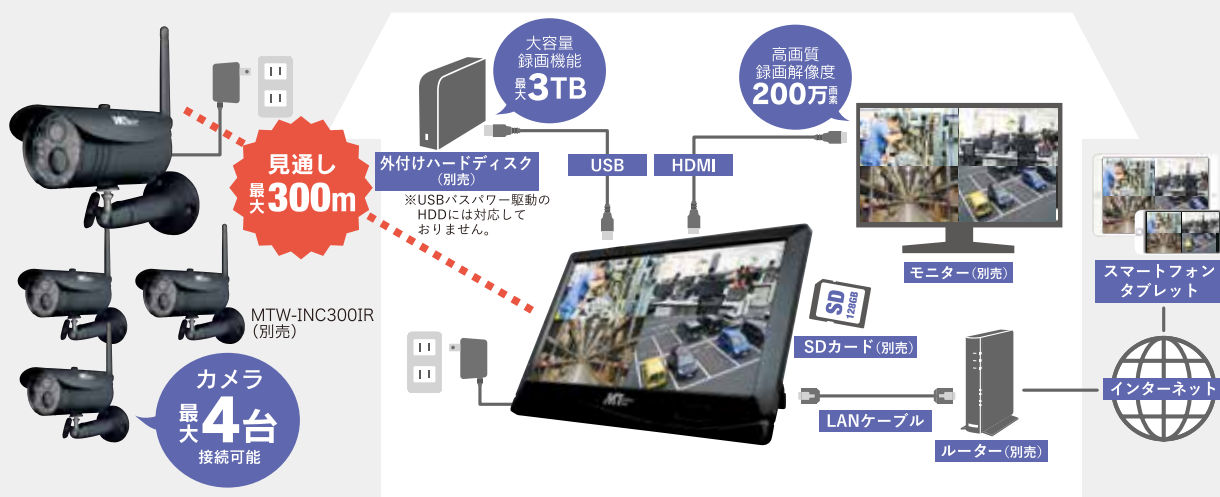 見通し
最大300m
MTW-INC300IR
(別売)
カメラ
最大4台
接続可能
大容量
録画機能
最大3TB
外付けハードディスク
(別売)
※USBバスパワー駆動の
HDDには対応して
おりません。
USB
HDMI
高画質
録画解像度
200万画素
モニター(別売)
SD
128GB
SDカード(別売)
MT
LANケーブル
ルーター(別売)
スマートフォン
タブレット
インターネット